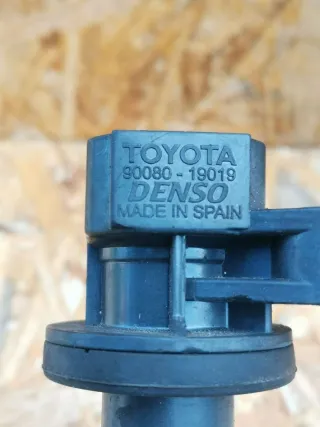 TOYOTA
90080-19019
DENSO
MADE IN SPAIN